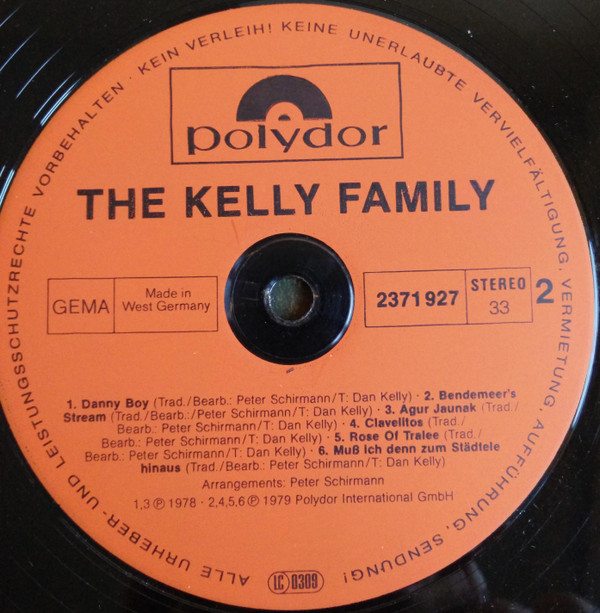 ALLE URHEBER- UND LEISTUNGSSCHUTZRECHTE VORBEHALTEN · KEIN VERLEIH! KEINE UNERLAUBTE VERVIELFÄLTIGUNG, VERMIETUNG, AUFFÜHRUNG, SENDUNG!
polydor
THE KELLY FAMILY
GEMA
Made in
West Germany
2371 927
STEREO
33
2
1. Danny Boy (Trad./Bearb.: Peter Schirmann/T: Dan Kelly) · 2. Bendemeer's
Stream (Trad./Bearb./Peter Schirmann/T: Dan Kelly) · 3. Agur Jaunak (Trad./
Bearb.: Peter Schirmann/T: Dan Kelly) · 4. Clavelitos (Trad./
Bearb.: Peter Schirmann/T: Dan Kelly) · 5. Rose Of Tralee (Trad./
Bearb.: Peter Schirmann/T: Dan Kelly) · 6. Muß ich denn zum Städtele
hinaus (Trad./Bearb.: Peter Schirmann/T: Dan Kelly)
Arrangements: Peter Schirmann
1,3 ℗ 1978 · 2,4,5,6 ℗ 1979 Polydor International GmbH
LC 0309